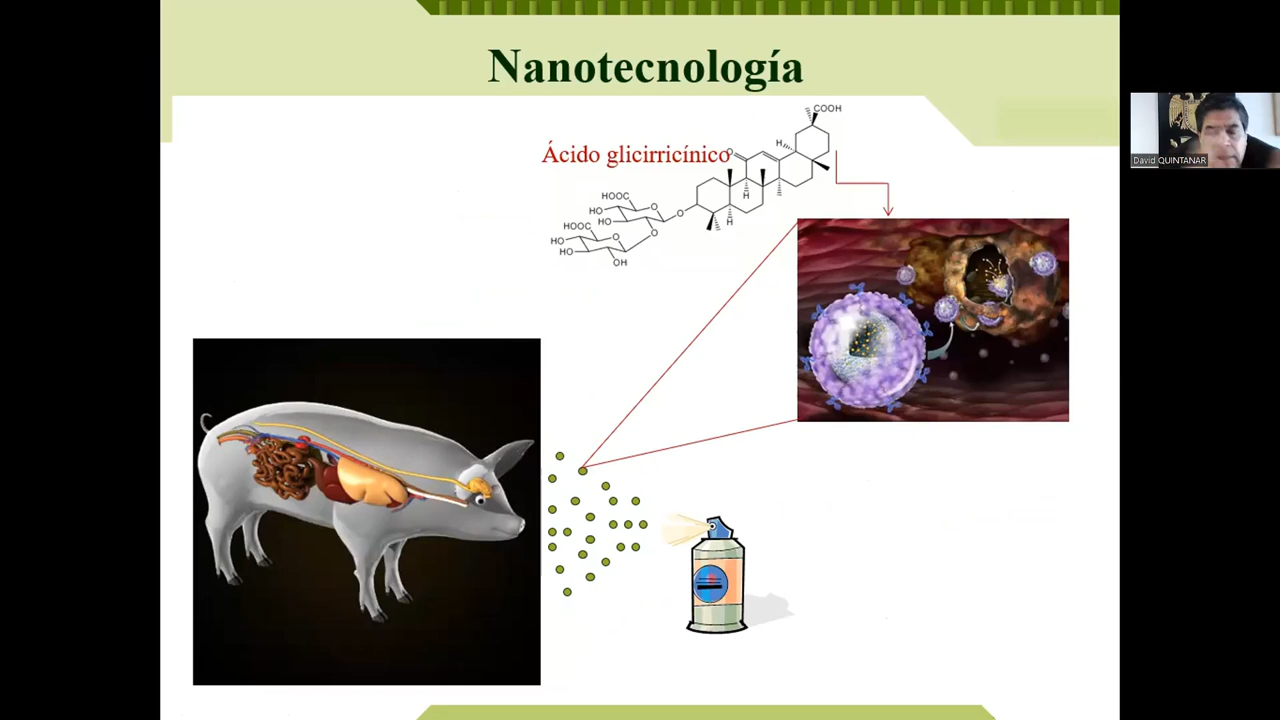 Nanotecnología
COOH
Ácido glicirricínico
O
H
HOOC
H
O
HO
O
H
HO
HOOC
O
O
HO
HO
OH
David QUINTANAR